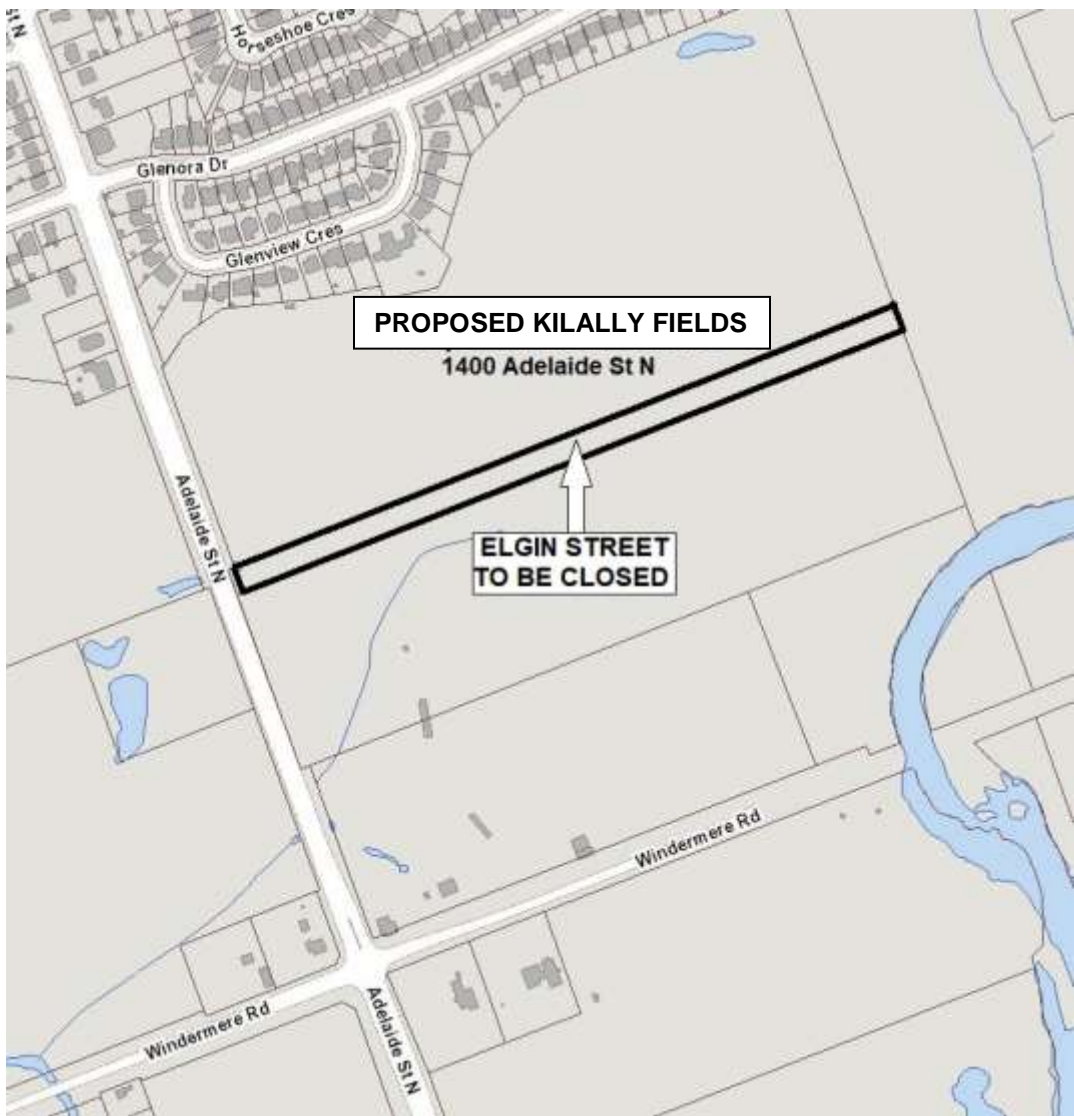 St N
Horseshoe Cres
Glenora Dr
Glenview Cres
PROPOSED KILALLY FIELDS
1400 Adelaide St N
Adelaide St N
ELGIN STREET
TO BE CLOSED
Windermere Rd
Windermere Rd
Adelaide St N